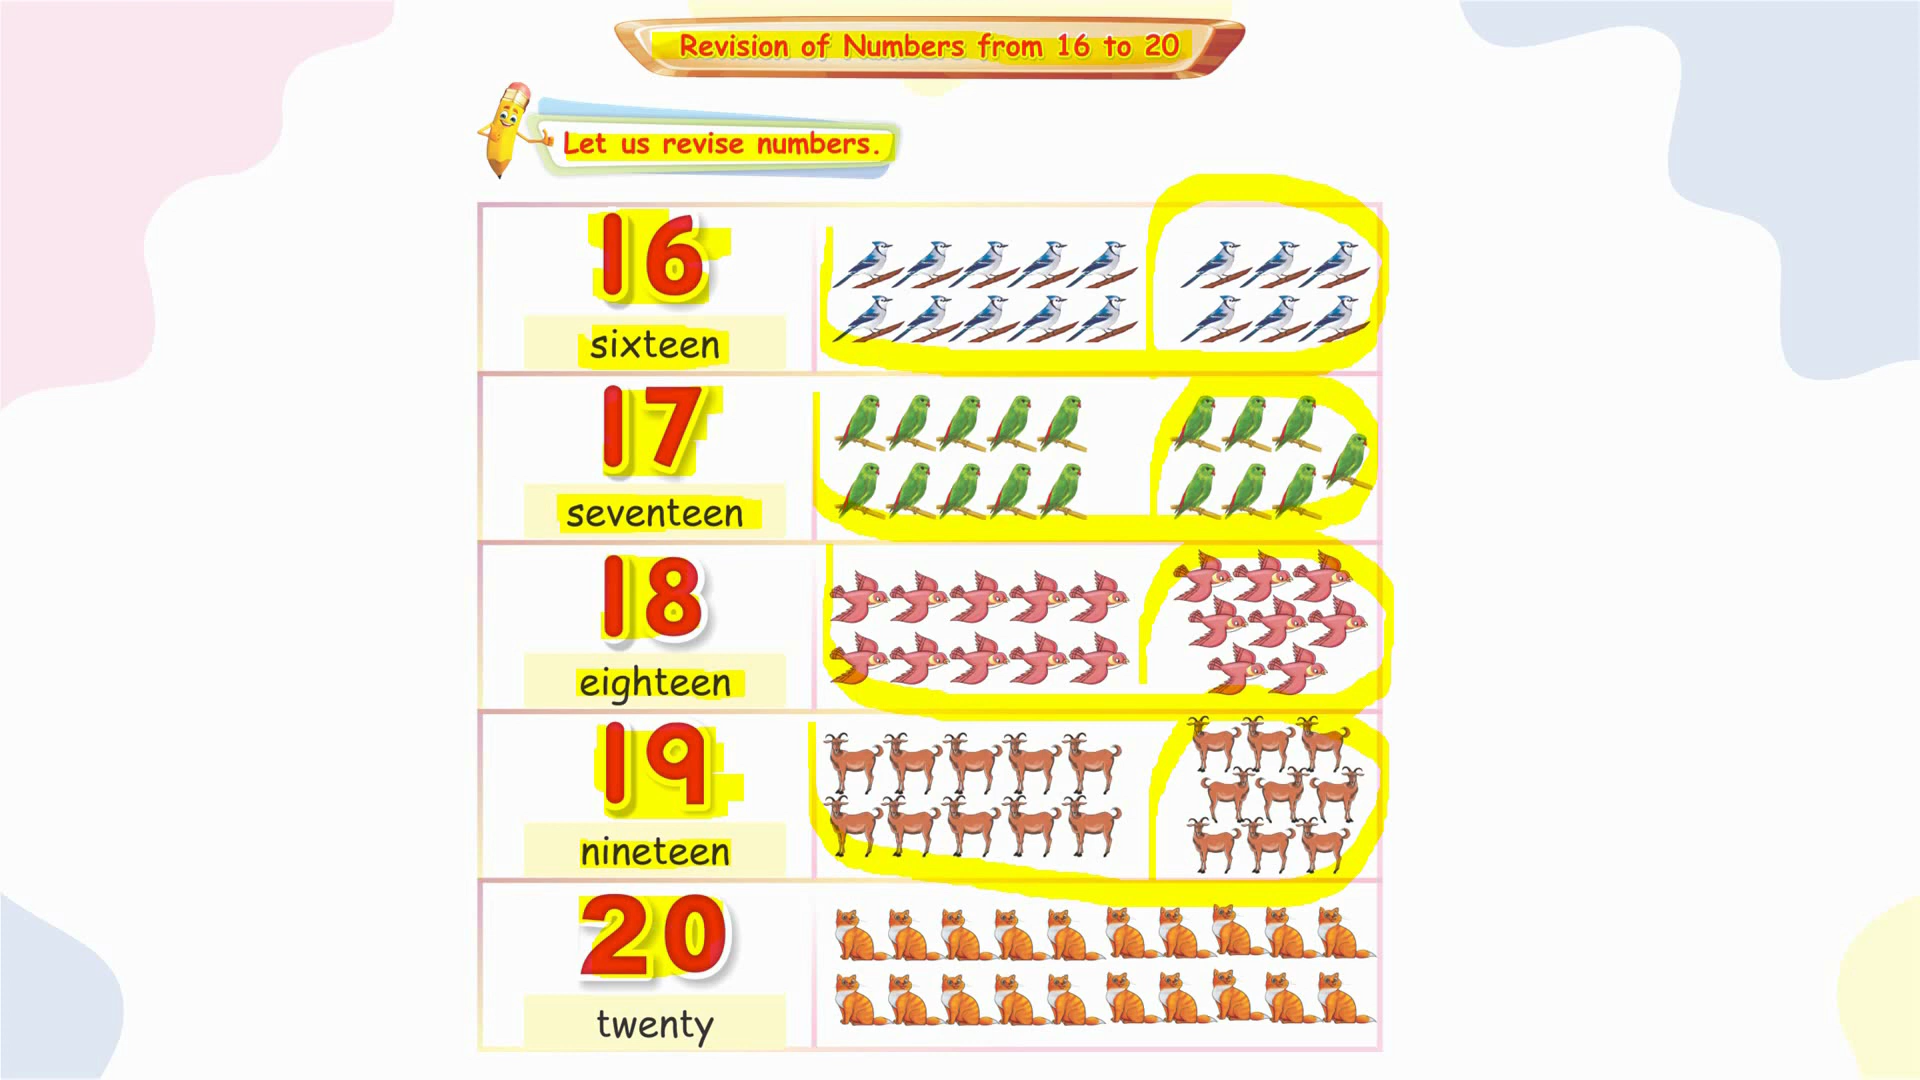 Revision of Numbers from 16 to 20
Let us revise numbers.
16
sixteen
17
seventeen
18
eighteen
19
nineteen
20
twenty